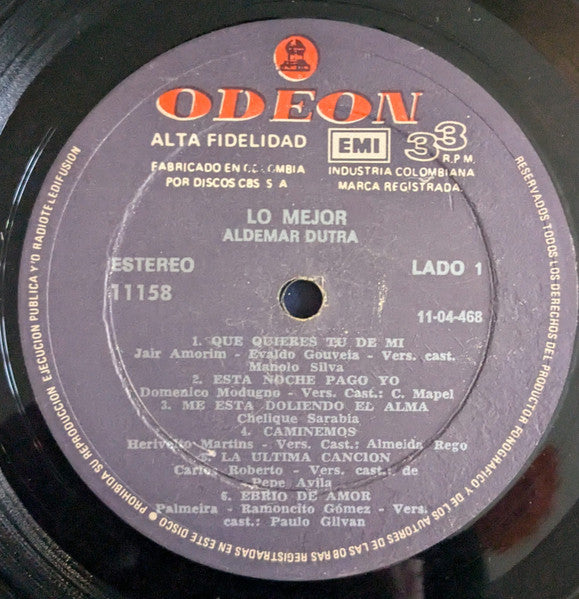 ODEON
ALTA FIDELIDAD
EMI
33
R.P.M.
FABRICADO EN COLOMBIA
POR DISCOS CBS S A
INDUSTRIA COLOMBIANA
MARCA REGISTRADA
LO MEJOR
ALDEMAR DUTRA
ESTEREO
11158
LADO 1
11-04-468
1. QUE QUIERES TU DE MI
Jair Amorim - Evaldo Gouveia - Vers. cast.
Manolo Silva
2. ESTA NOCHE PAGO YO
Domenico Modugno - Vers. Cast.: C. Mapel
3. ME ESTA DOLIENDO EL ALMA
Chelique Sarabia
4. CAMINEMOS
Herivelto Martins - Vers. Cast.: Almeida Rego
5. LA ULTIMA CANCION
Carlos Roberto - Vers. cast.: de
Pepe Avila
6. EBRIO DE AMOR
Palmeira - Ramoncito Gómez - Vers.
cast.: Paulo Gilvan
RESERVADOS TODOS LOS DERECHOS DEL PRODUCTOR FONOGRAFICO Y DE LOS AUTORES DE LAS OBRAS REGISTRADAS EN ESTE DISCO ● PROHIBIDA SU REPRODUCCION EJECUCION PUBLICA Y/O RADIOTELEDIFUSION